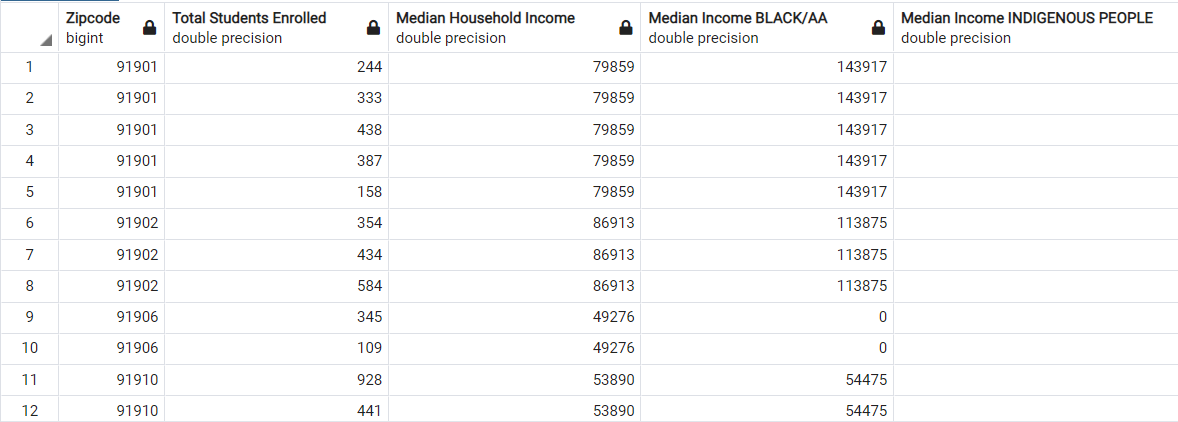 Zipcode Total Students Enrolled Median Household Income Median Income BLACK/AA Median Income INDIGENOUS PEOPLE
bigint double precision double precision double precision double precision
1 91901 244 79859 143917
2 91901 333 79859 143917
3 91901 438 79859 143917
4 91901 387 79859 143917
5 91901 158 79859 143917
6 91902 354 86913 113875
7 91902 434 86913 113875
8 91902 584 86913 113875
9 91906 345 49276 0
10 91906 109 49276 0
11 91910 928 53890 54475
12 91910 441 53890 54475